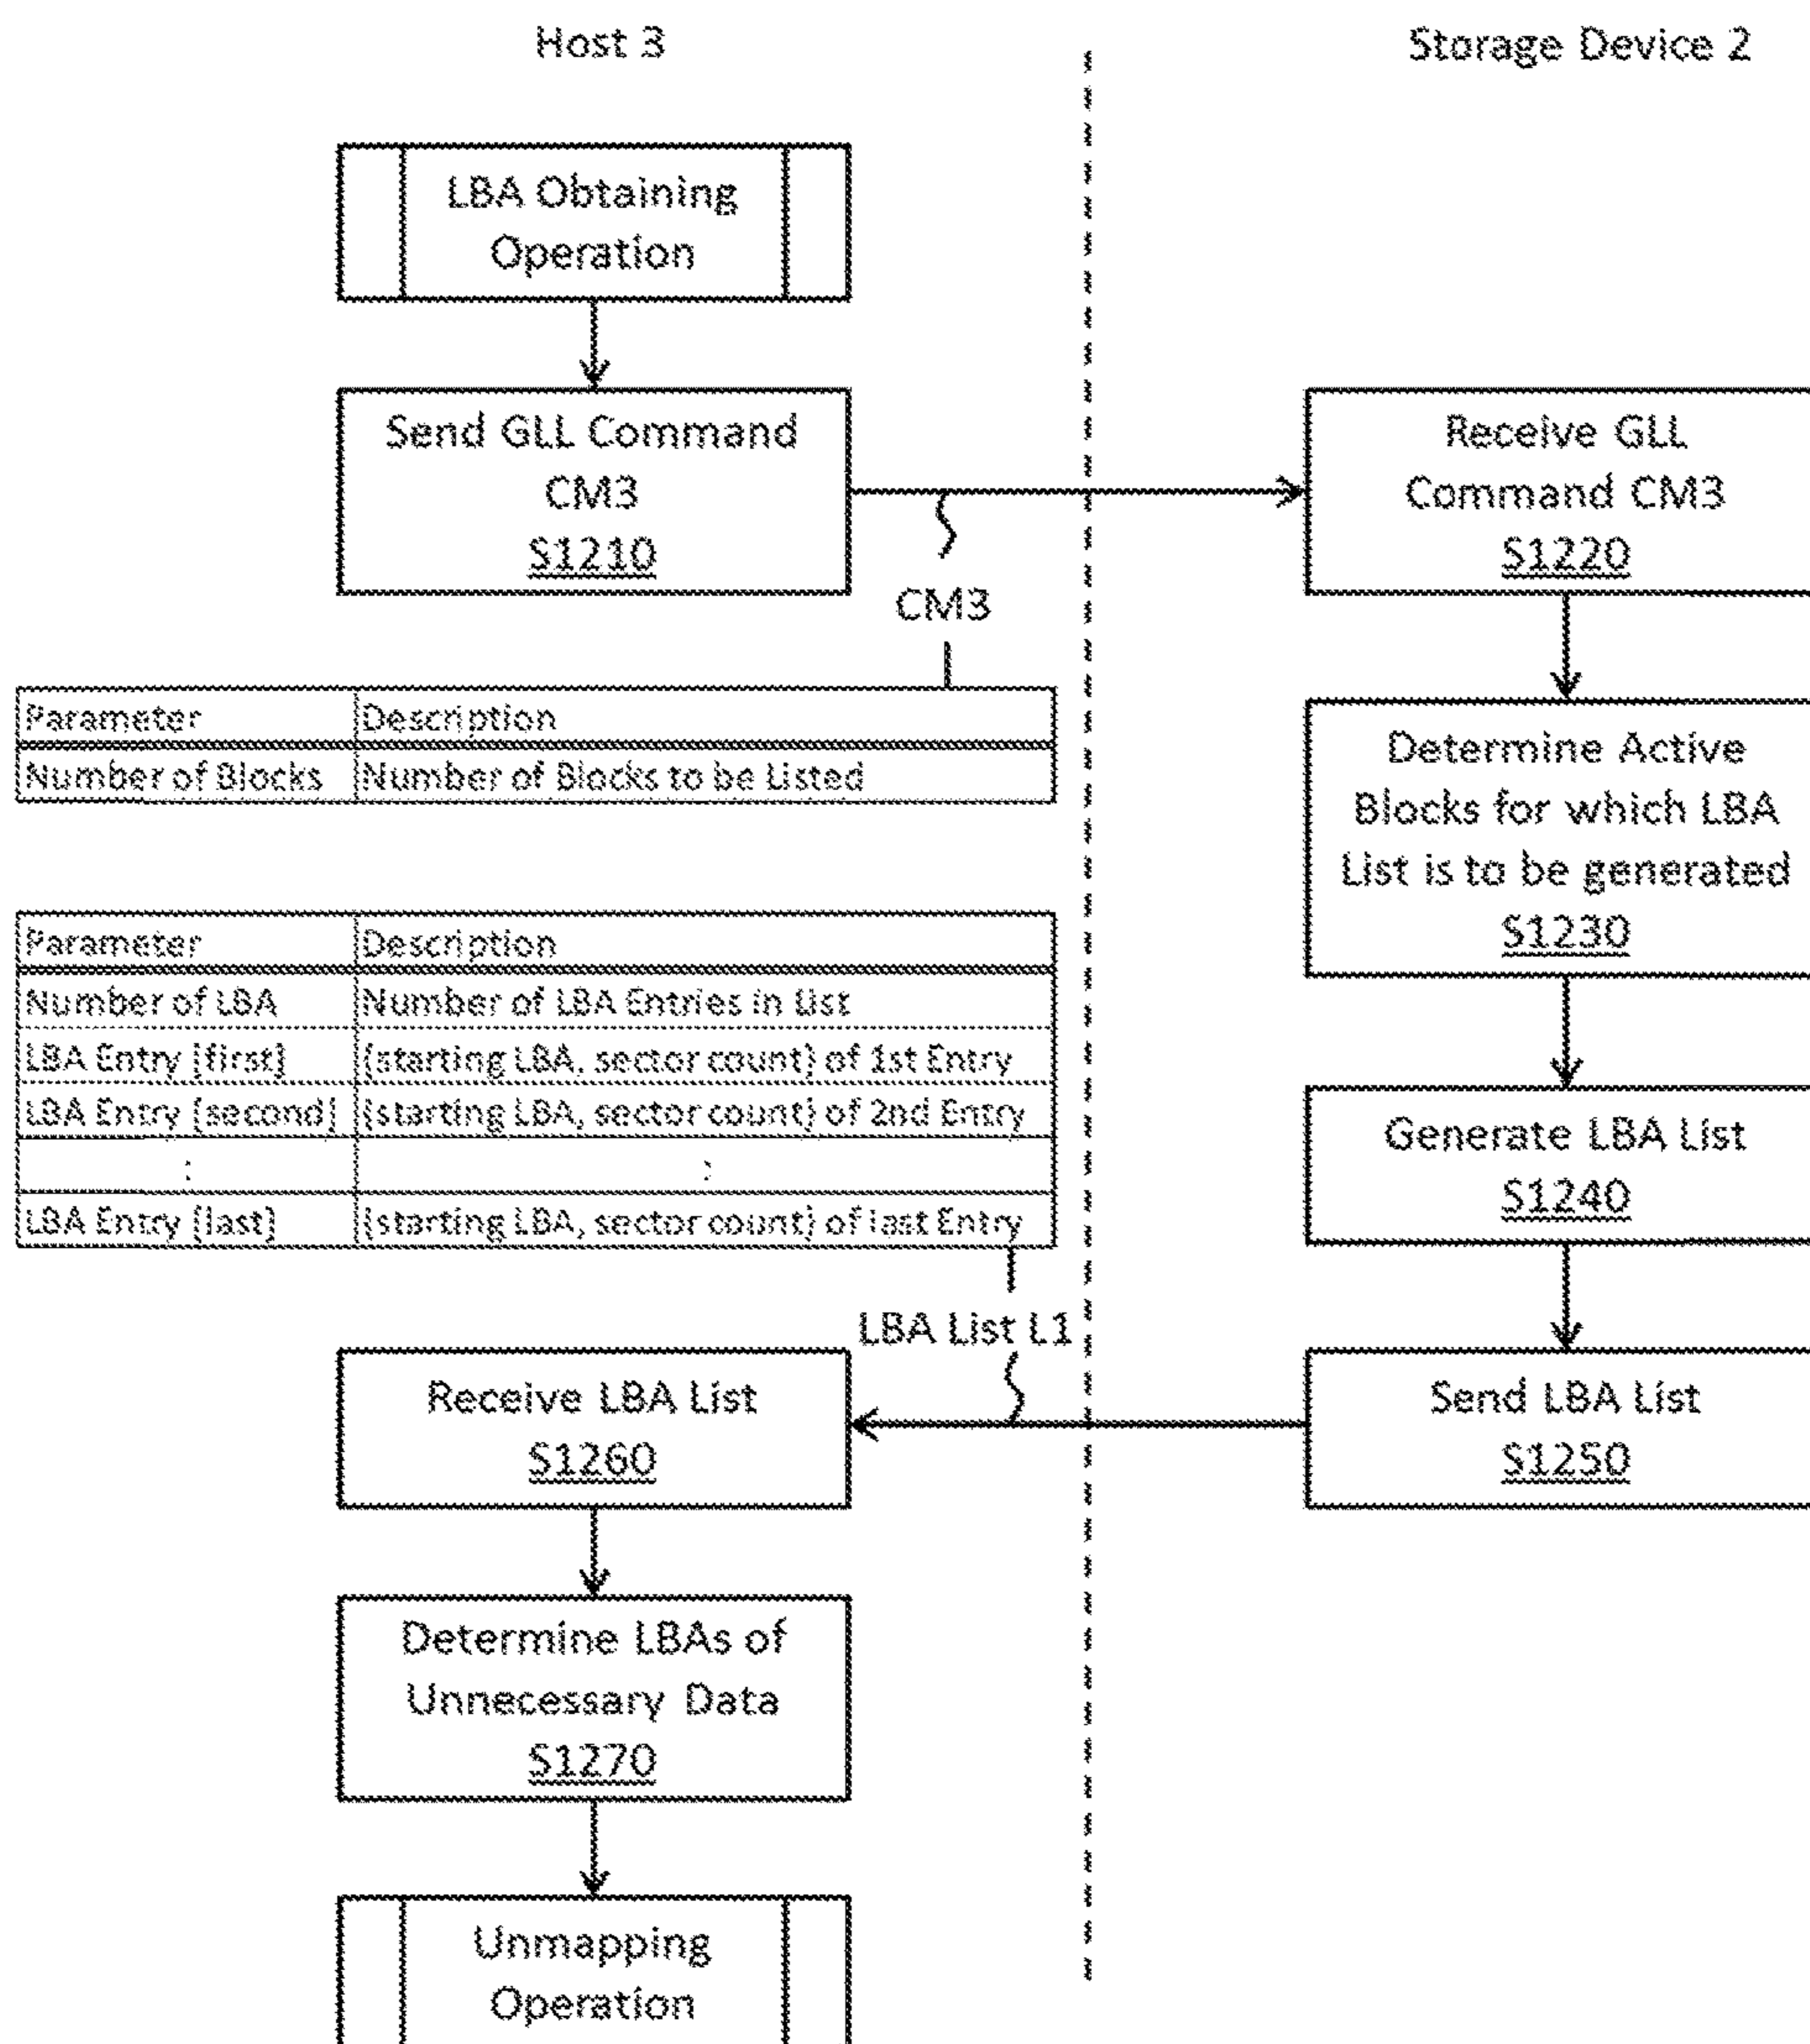 Host 3
Storage Device 2
LBA Obtaining
Operation
Send GLL Command
CM3
S1210
Receive GLL
Command CM3
S1220
CM3
Parameter Description
Number of Blocks Number of Blocks to be Listed
Determine Active
Blocks for which LBA
List is to be generated
S1230
Parameter Description
Number of LBA Number of LBA Entries in List
LBA Entry [first] {starting LBA, sector count} of 1st Entry
LBA Entry [second] {starting LBA, sector count} of 2nd Entry
: :
LBA Entry [last] {starting LBA, sector count} of last Entry
Generate LBA List
S1240
LBA List L1
Send LBA List
S1250
Receive LBA List
S1260
Determine LBAs of
Unnecessary Data
S1270
Unmapping
Operation